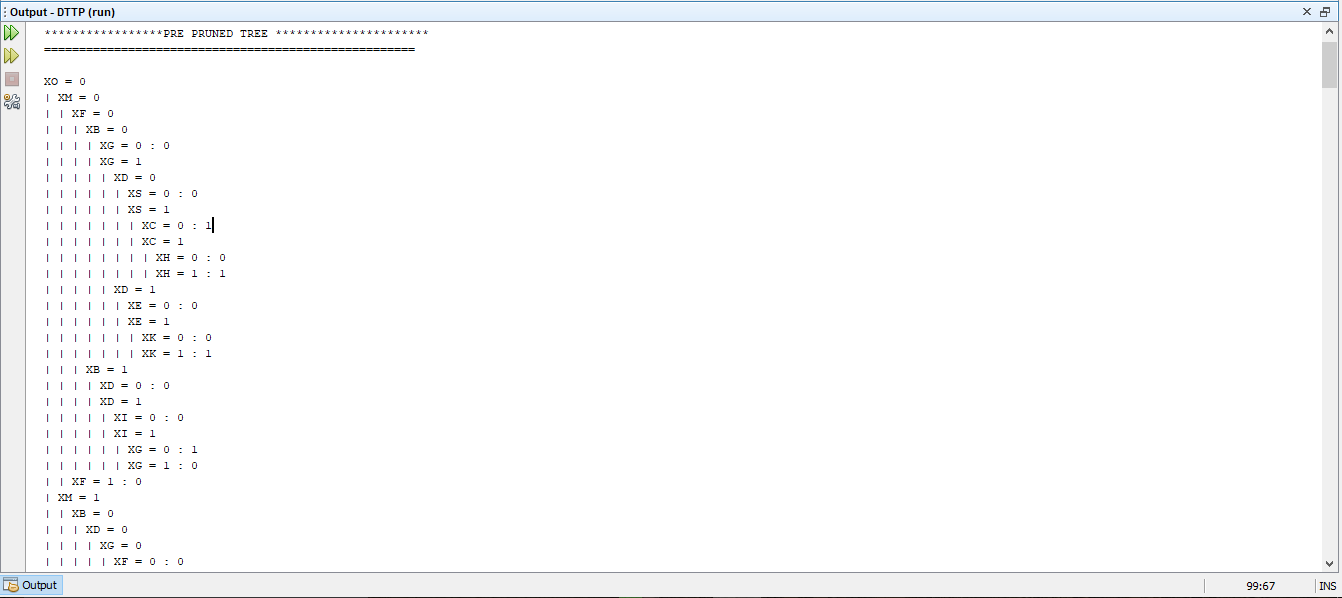 Output - DTTP (run)
*****************PRE PRUNED TREE **********************
=====================================================
XO = 0
| XM = 0
| | XF = 0
| | | XB = 0
| | | | XG = 0 : 0
| | | | XG = 1
| | | | | XD = 0
| | | | | | XS = 0 : 0
| | | | | | XS = 1
| | | | | | | XC = 0 : 1
| | | | | | | XC = 1
| | | | | | | | XH = 0 : 0
| | | | | | | | XH = 1 : 1
| | | | | XD = 1
| | | | | | XE = 0 : 0
| | | | | | XE = 1
| | | | | | | XK = 0 : 0
| | | | | | | XK = 1 : 1
| | | XB = 1
| | | | XD = 0 : 0
| | | | XD = 1
| | | | | XI = 0 : 0
| | | | | XI = 1
| | | | | | XG = 0 : 1
| | | | | | XG = 1 : 0
| | XF = 1 : 0
| XM = 1
| | XB = 0
| | | XD = 0
| | | | XG = 0
| | | | | XF = 0 : 0
Output
99:67
INS